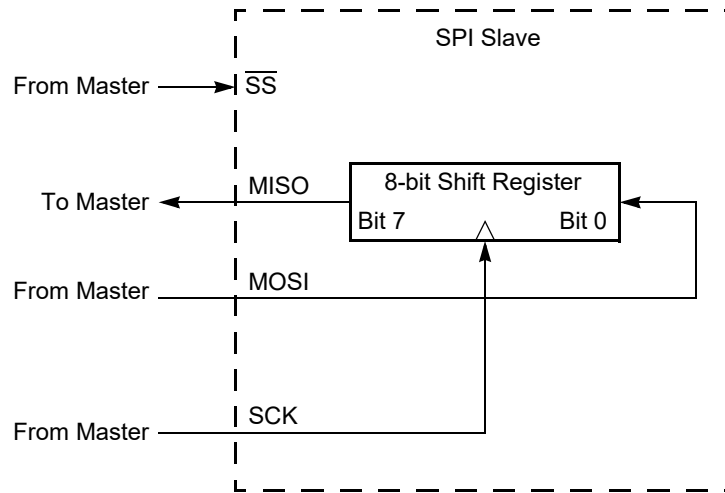 SPI Slave
From Master
SS
To Master
MISO
8-bit Shift Register
Bit 7
Bit 0
From Master
MOSI
From Master
SCK